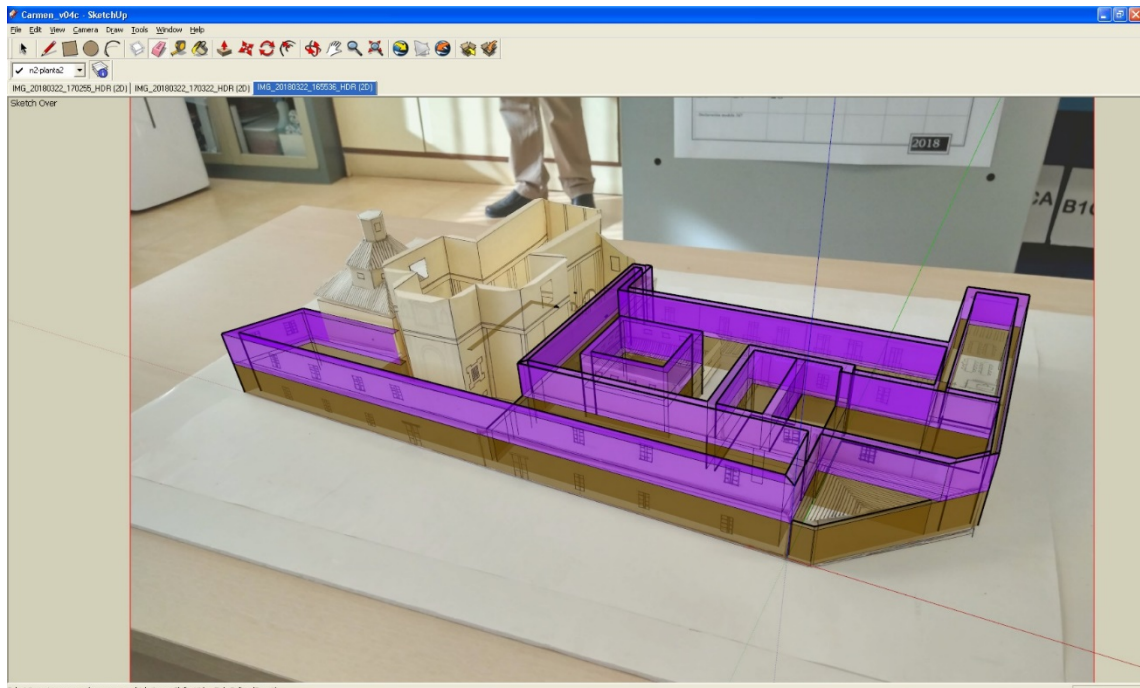 Carmen_v04c - SketchUp
File Edit View Camera Draw Tools Window Help
n2-planta2
IMG_20180322_170255_HDR (2D) IMG_20180322_170322_HDR (2D) IMG_20180322_165536_HDR (2D)
Sketch Over
2018
CA
B1